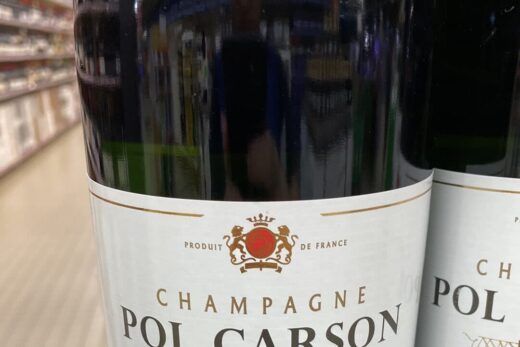 PRODUIT DE FRANCE
CHAMPAGNE
POL CARSON
CH
POL